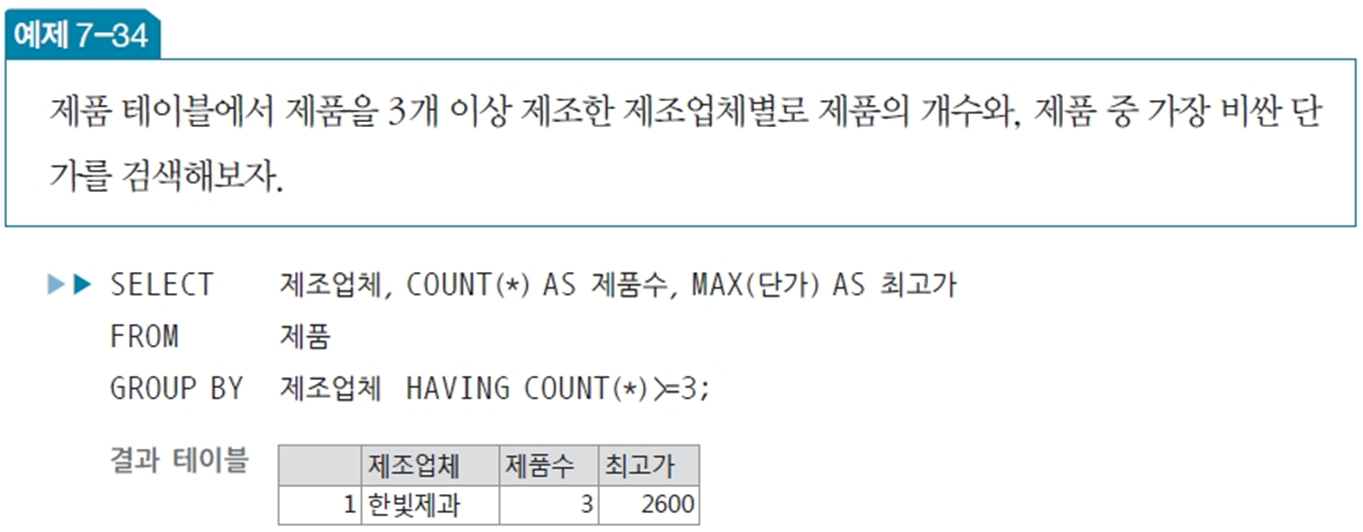 예제 7-34
제품 테이블에서 제품을 3개 이상 제조한 제조업체별로 제품의 개수와, 제품 중 가장 비싼 단
가를 검색해보자.
▶▶ SELECT 제조업체, COUNT(*) AS 제품수, MAX(단가) AS 최고가
FROM 제품
GROUP BY 제조업체 HAVING COUNT(*)>=3;
결과 테이블
제조업체 제품수 최고가
1 한빛제과 3 2600